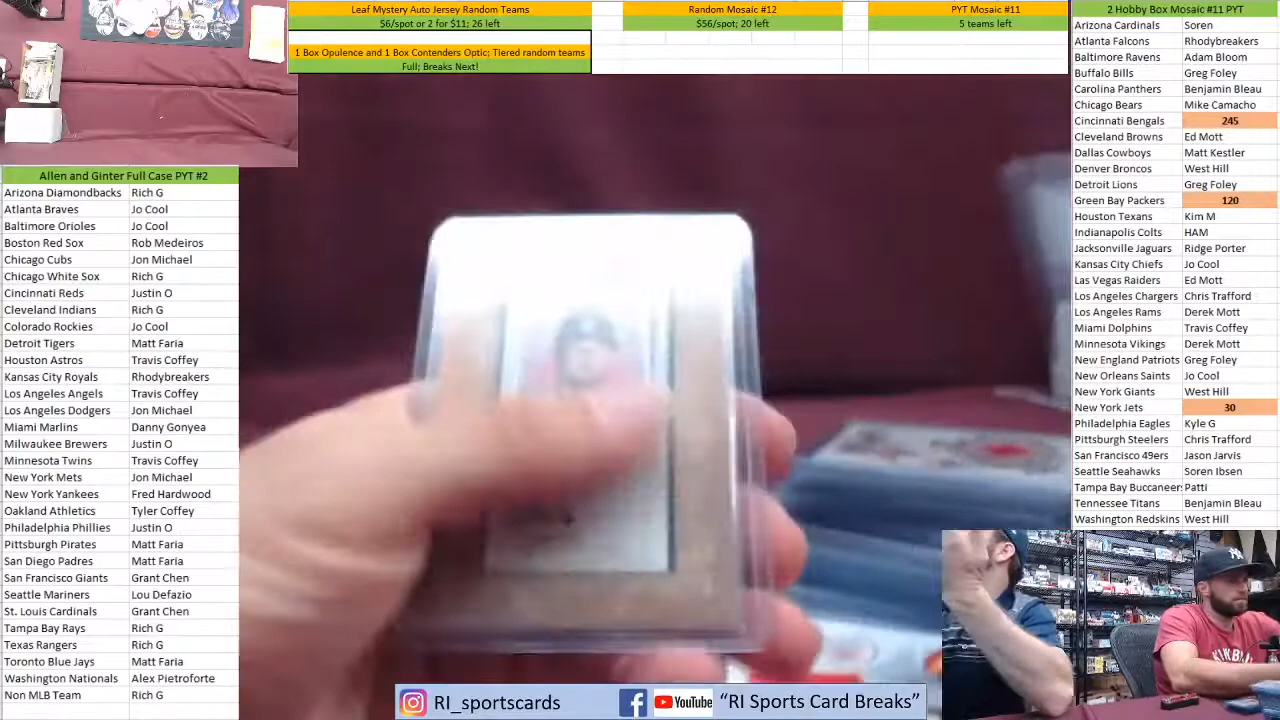 Leaf Mystery Auto Jersey Random Teams
$6/spot or 2 for $11; 26 left
1 Box Opulence and 1 Box Contenders Optic; Tiered random teams
Full; Breaks Next!
Random Mosaic #12
$56/spot; 20 left
PYT Mosaic #11
5 teams left
2 Hobby Box Mosaic #11 PYT
Arizona Cardinals Soren
Atlanta Falcons Rhodybreakers
Baltimore Ravens Adam Bloom
Buffalo Bills Greg Foley
Carolina Panthers Benjamin Bleau
Chicago Bears Mike Camacho
Cincinnati Bengals 245
Cleveland Browns Ed Mott
Dallas Cowboys Matt Kestler
Denver Broncos West Hill
Detroit Lions Greg Foley
Green Bay Packers 120
Houston Texans Kim M
Indianapolis Colts HAM
Jacksonville Jaguars Ridge Porter
Kansas City Chiefs Jo Cool
Las Vegas Raiders Ed Mott
Los Angeles Chargers Chris Trafford
Los Angeles Rams Derek Mott
Miami Dolphins Travis Coffey
Minnesota Vikings Derek Mott
New England Patriots Greg Foley
New Orleans Saints Jo Cool
New York Giants West Hill
New York Jets 30
Philadelphia Eagles Kyle G
Pittsburgh Steelers Chris Trafford
San Francisco 49ers Jason Jarvis
Seattle Seahawks Soren Ibsen
Tampa Bay Buccaneers Patti
Tennessee Titans Benjamin Bleau
Washington Redskins West Hill
Allen and Ginter Full Case PYT #2
Arizona Diamondbacks Rich G
Atlanta Braves Jo Cool
Baltimore Orioles Jo Cool
Boston Red Sox Rob Medeiros
Chicago Cubs Jon Michael
Chicago White Sox Rich G
Cincinnati Reds Justin O
Cleveland Indians Rich G
Colorado Rockies Jo Cool
Detroit Tigers Matt Faria
Houston Astros Travis Coffey
Kansas City Royals Rhodybreakers
Los Angeles Angels Travis Coffey
Los Angeles Dodgers Jon Michael
Miami Marlins Danny Gonyea
Milwaukee Brewers Justin O
Minnesota Twins Travis Coffey
New York Mets Jon Michael
New York Yankees Fred Hardwood
Oakland Athletics Tyler Coffey
Philadelphia Phillies Justin O
Pittsburgh Pirates Matt Faria
San Diego Padres Matt Faria
San Francisco Giants Grant Chen
Seattle Mariners Lou Defazio
St. Louis Cardinals Grant Chen
Tampa Bay Rays Rich G
Texas Rangers Rich G
Toronto Blue Jays Matt Faria
Washington Nationals Alex Pietroforte
Non MLB Team Rich G
RI_sportscards YouTube "RI Sports Card Breaks"